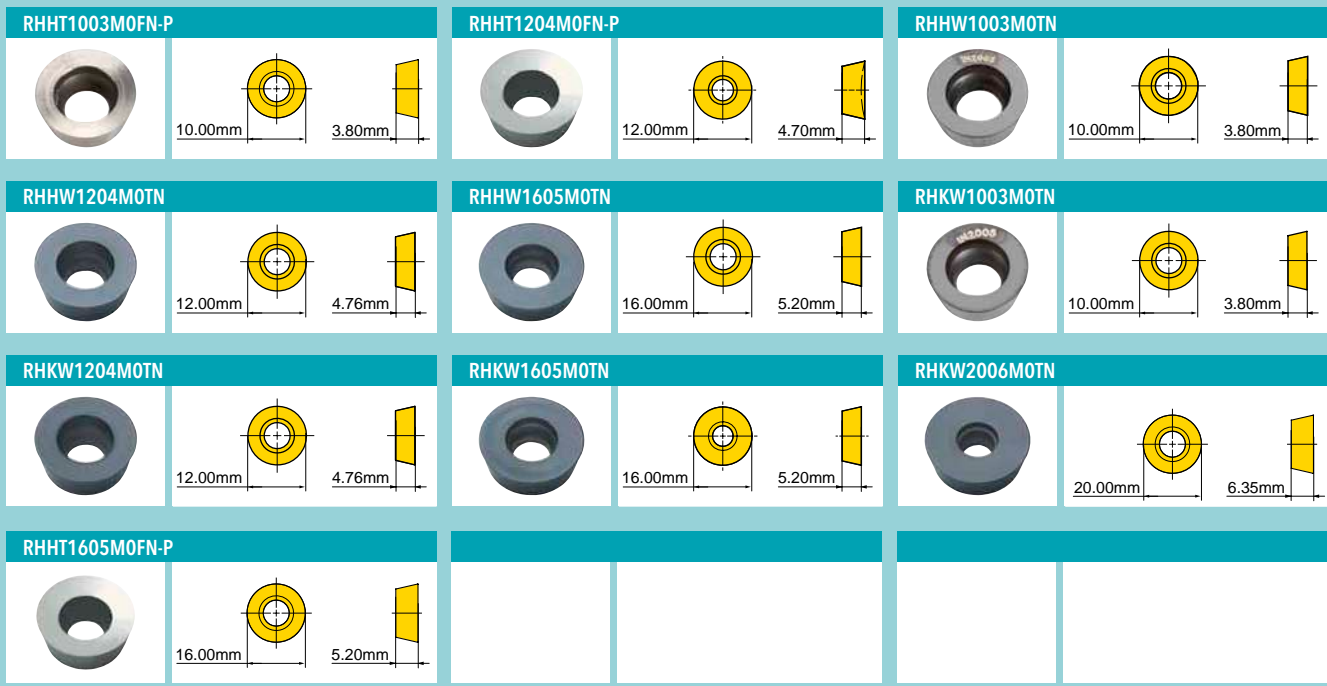 RHHT1003M0FN-P
10.00mm
3.80mm
RHHT1204M0FN-P
12.00mm
4.70mm
RHHW1003M0TN
IN2005
10.00mm
3.80mm
RHHW1204M0TN
12.00mm
4.76mm
RHHW1605M0TN
16.00mm
5.20mm
RHKW1003M0TN
IN2005
10.00mm
3.80mm
RHKW1204M0TN
12.00mm
4.76mm
RHKW1605M0TN
16.00mm
5.20mm
RHKW2006M0TN
20.00mm
6.35mm
RHHT1605M0FN-P
16.00mm
5.20mm